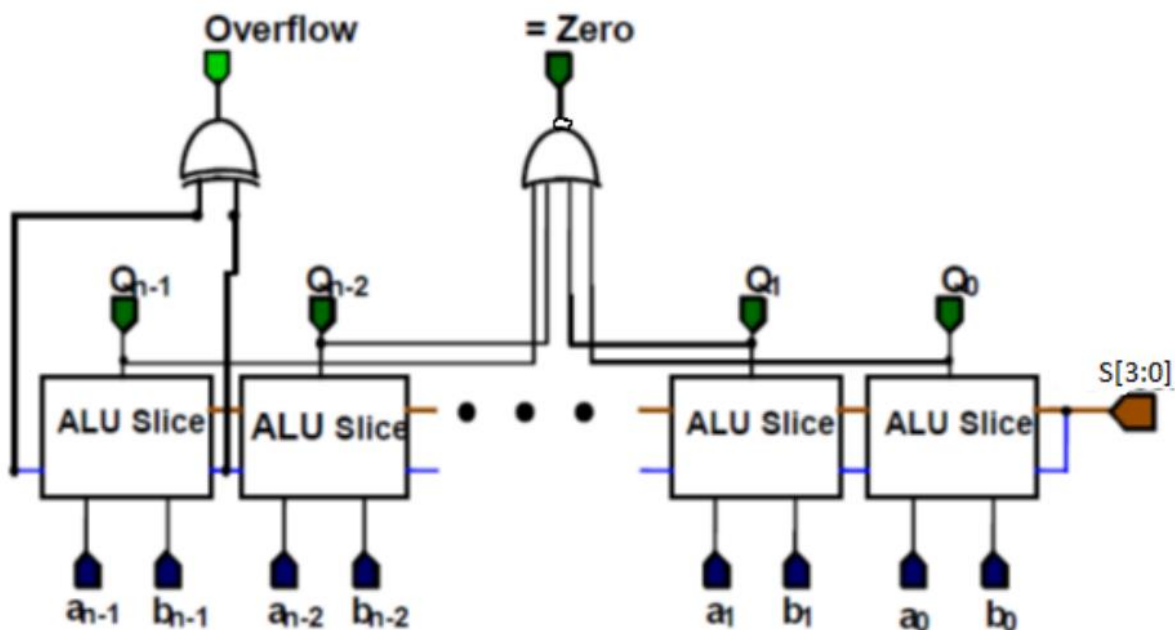 Overflow = Zero
Qn-1 Qn-2 Q1 Q0
S[3:0]
ALU Slice ALU Slice ALU Slice ALU Slice
an-1 bn-1 an-2 bn-2 a1 b1 a0 b0